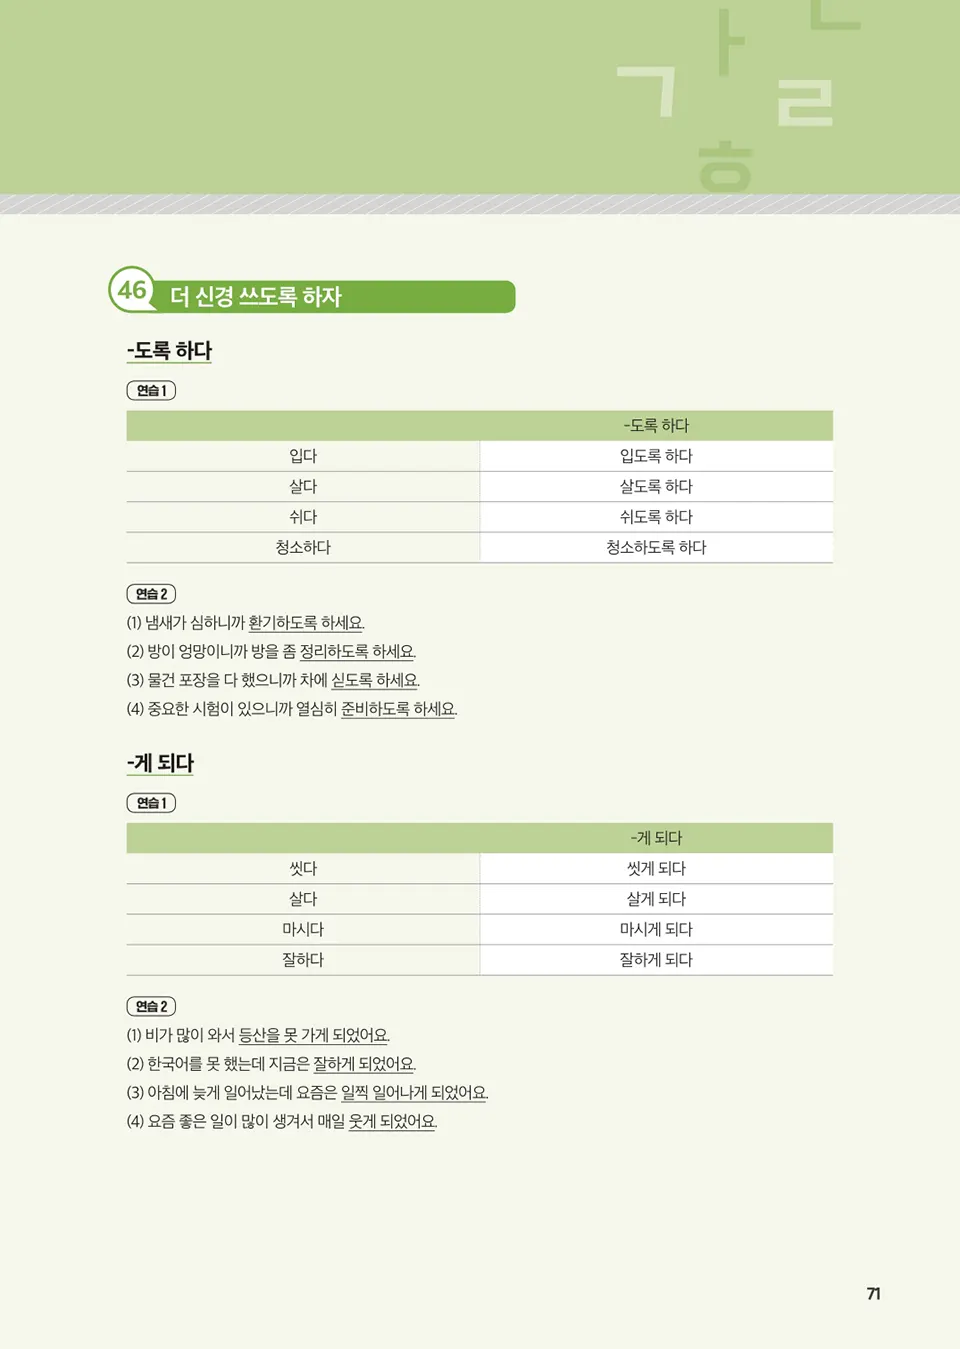 ㄱ ㅏ ㄴ ㄹ ㅎ
46 더 신경 쓰도록 하자
-도록 하다
연습 1
-도록 하다
입다 입도록 하다
살다 살도록 하다
쉬다 쉬도록 하다
청소하다 청소하도록 하다
연습 2
(1) 냄새가 심하니까 환기하도록 하세요.
(2) 방이 엉망이니까 방을 좀 정리하도록 하세요.
(3) 물건 포장을 다 했으니까 차에 싣도록 하세요.
(4) 중요한 시험이 있으니까 열심히 준비하도록 하세요.
-게 되다
연습 1
-게 되다
씻다 씻게 되다
살다 살게 되다
마시다 마시게 되다
잘하다 잘하게 되다
연습 2
(1) 비가 많이 와서 등산을 못 가게 되었어요.
(2) 한국어를 못 했는데 지금은 잘하게 되었어요.
(3) 아침에 늦게 일어났는데 요즘은 일찍 일어나게 되었어요.
(4) 요즘 좋은 일이 많이 생겨서 매일 웃게 되었어요.
71